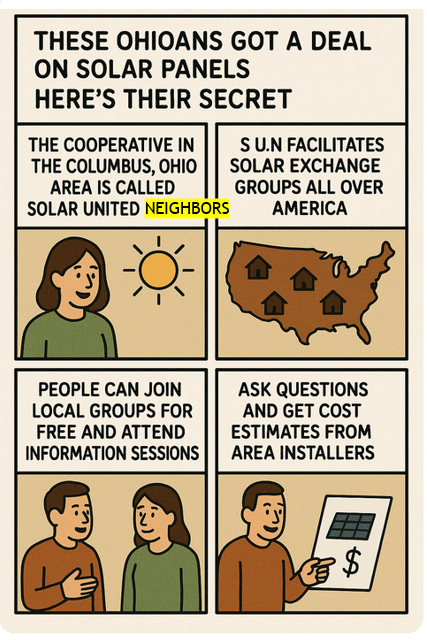 THESE OHIOANS GOT A DEAL
ON SOLAR PANELS
HERE'S THEIR SECRET
THE COOPERATIVE IN
THE COLUMBUS, OHIO
AREA IS CALLED
SOLAR UNITED NEIGHBORS
S U.N FACILITATES
SOLAR EXCHANGE
GROUPS ALL OVER
AMERICA
PEOPLE CAN JOIN
LOCAL GROUPS FOR
FREE AND ATTEND
INFORMATION SESSIONS
ASK QUESTIONS
AND GET COST
ESTIMATES FROM
AREA INSTALLERS
$